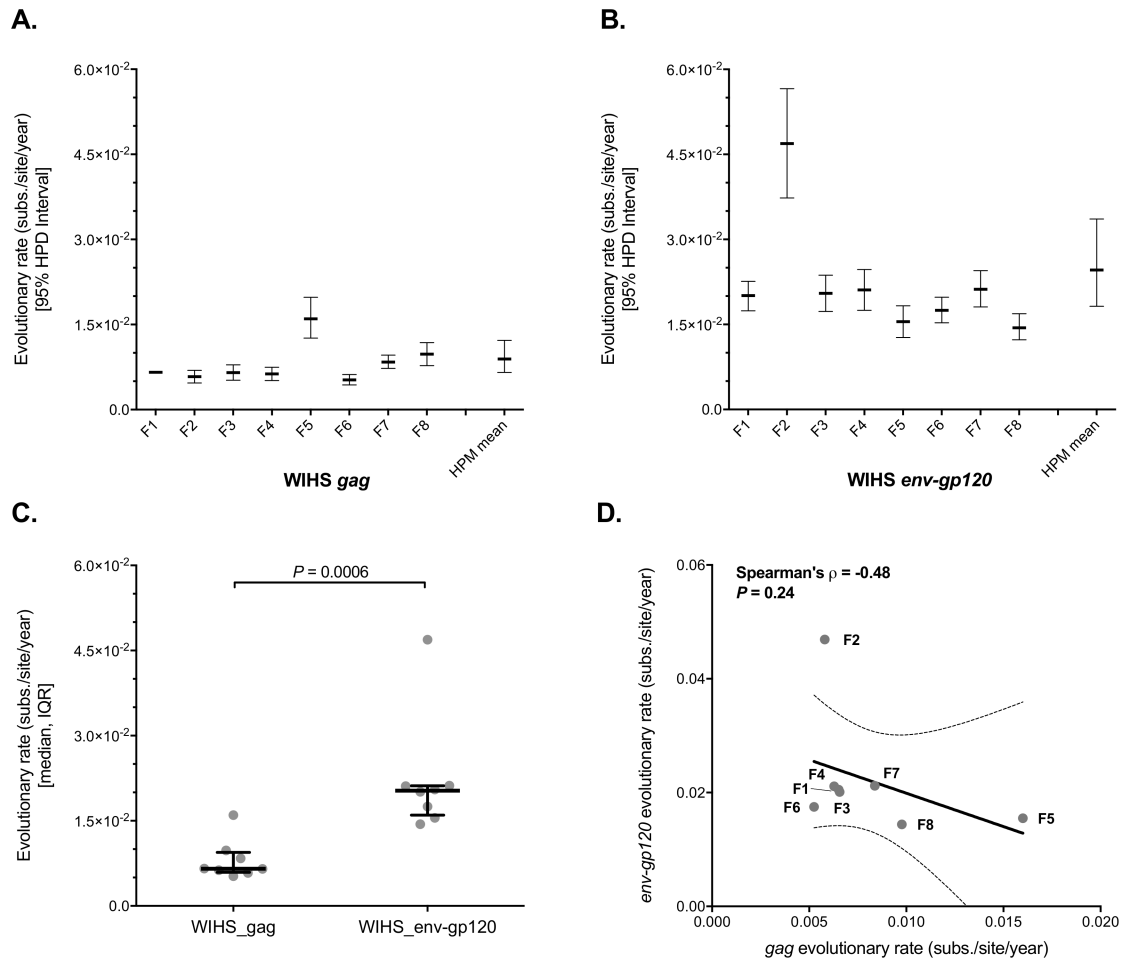 A.
6.0×10-2
4.5×10-2
3.0×10-2
1.5×10-2
0.0
Evolutionary rate (subs./site/year)
[95% HPD Interval]
F1
F2
F3
F4
F5
F6
F7
F8
HPM mean
WIHS gag
B.
6.0×10-2
4.5×10-2
3.0×10-2
1.5×10-2
0.0
Evolutionary rate (subs./site/year)
[95% HPD Interval]
F1
F2
F3
F4
F5
F6
F7
F8
HPM mean
WIHS env-gp120
C.
6.0×10-2
4.5×10-2
3.0×10-2
1.5×10-2
0.0
Evolutionary rate (subs./site/year)
[median, IQR]
P = 0.0006
WIHS_gag
WIHS_env-gp120
D.
0.06
0.04
0.02
0.00
env-gp120 evolutionary rate (subs./site/year)
Spearman's ρ = -0.48
P = 0.24
F2
F4
F7
F1
F6
F3
F8
F5
0.000
0.005
0.010
0.015
0.020
gag evolutionary rate (subs./site/year)